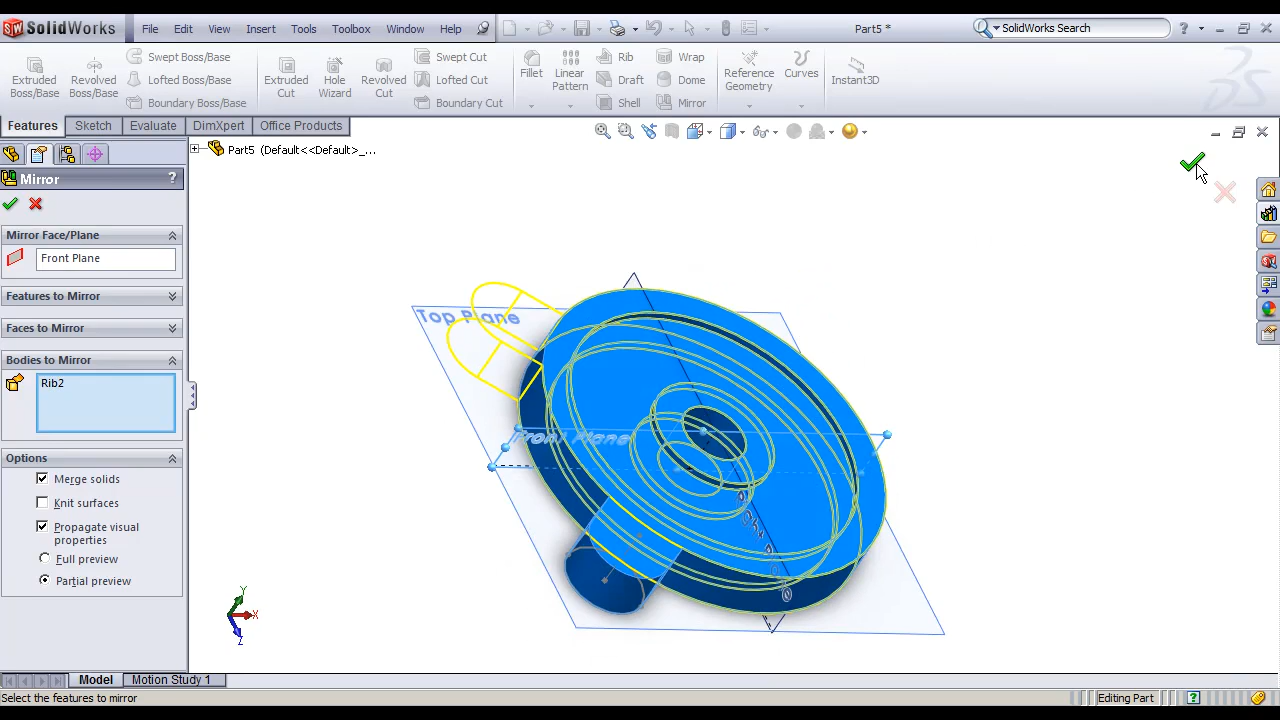 SolidWorks File Edit View Insert Tools Toolbox Window Help Part5 * SolidWorks Search
Extruded Boss/Base
Revolved Boss/Base
Swept Boss/Base
Lofted Boss/Base
Boundary Boss/Base
Extruded Cut
Hole Wizard
Revolved Cut
Swept Cut
Lofted Cut
Boundary Cut
Fillet
Linear Pattern
Rib
Draft
Shell
Wrap
Dome
Mirror
Reference Geometry
Curves
Instant3D
Features Sketch Evaluate DimXpert Office Products
Part5 (Default<<Default>_...
Mirror ?
Mirror Face/Plane
Front Plane
Features to Mirror
Faces to Mirror
Bodies to Mirror
Rib2
Options
Merge solids
Knit surfaces
Propagate visual
properties
Full preview
Partial preview
Top Plane
Front Plane
Y
X
Z
Model Motion Study 1
Select the features to mirror Editing Part ?